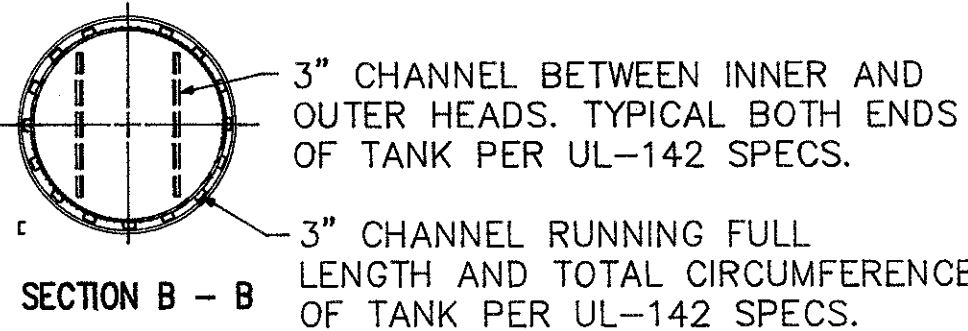 3" CHANNEL BETWEEN INNER AND
OUTER HEADS. TYPICAL BOTH ENDS
OF TANK PER UL-142 SPECS.
3" CHANNEL RUNNING FULL
LENGTH AND TOTAL CIRCUMFERENCE
OF TANK PER UL-142 SPECS.
SECTION B - B